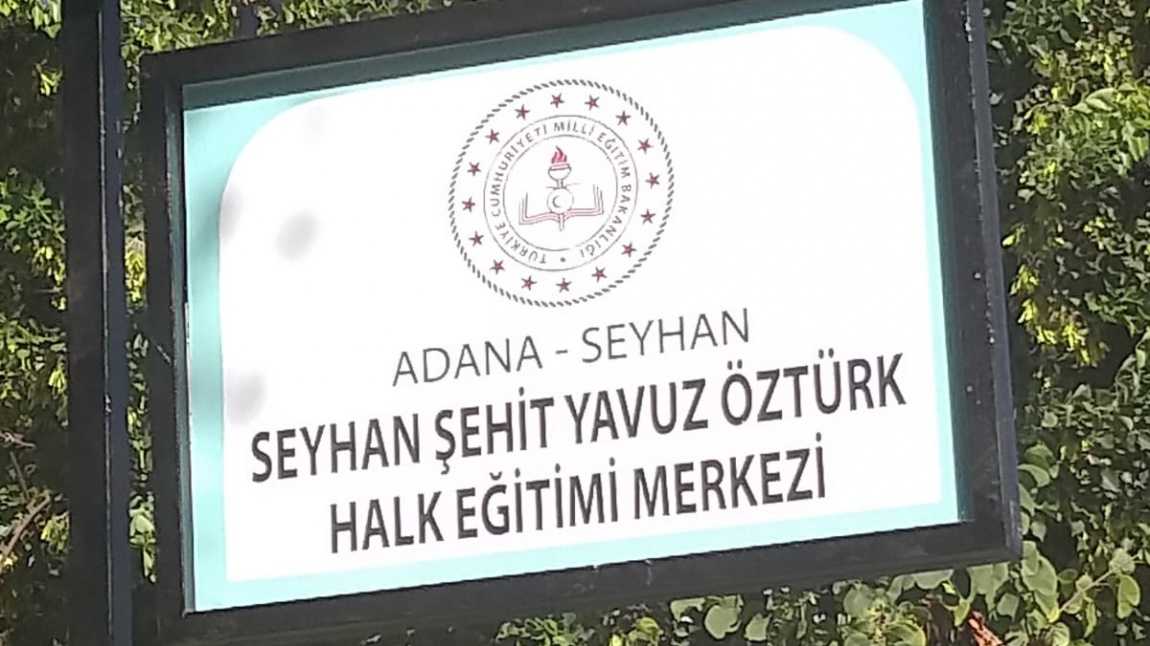 TÜRKİYE CUMHURİYETİ MİLLİ EĞİTİM BAKANLIĞI
ADANA - SEYHAN
SEYHAN ŞEHİT YAVUZ ÖZTÜRK
HALK EĞİTİMİ MERKEZİ